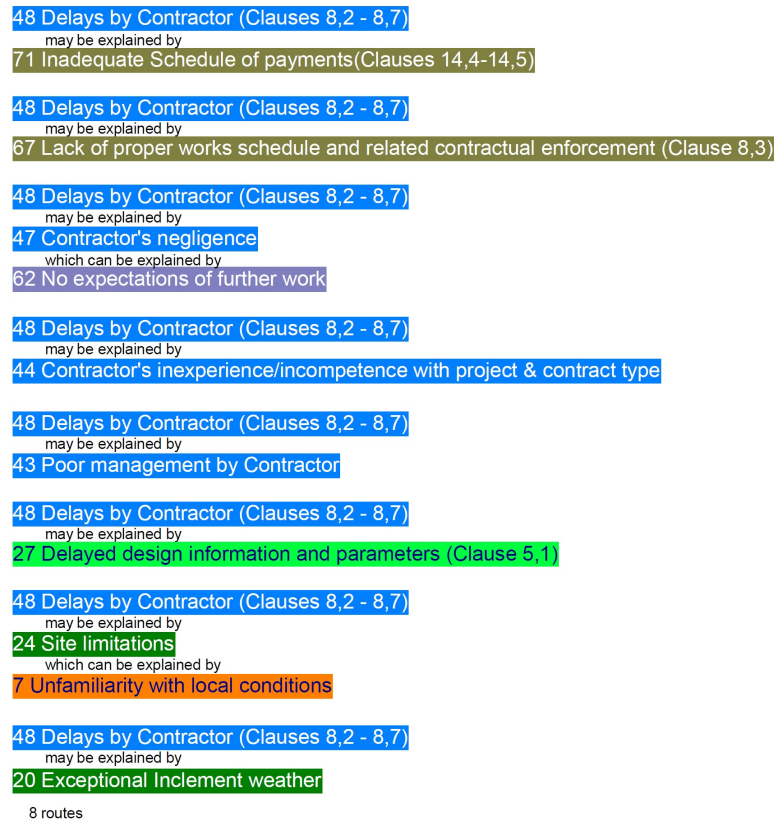 48 Delays by Contractor (Clauses 8,2 - 8,7)
may be explained by
71 Inadequate Schedule of payments(Clauses 14,4-14,5)
48 Delays by Contractor (Clauses 8,2 - 8,7)
may be explained by
67 Lack of proper works schedule and related contractual enforcement (Clause 8,3)
48 Delays by Contractor (Clauses 8,2 - 8,7)
may be explained by
47 Contractor's negligence
which can be explained by
62 No expectations of further work
48 Delays by Contractor (Clauses 8,2 - 8,7)
may be explained by
44 Contractor's inexperience/incompetence with project & contract type
48 Delays by Contractor (Clauses 8,2 - 8,7)
may be explained by
43 Poor management by Contractor
48 Delays by Contractor (Clauses 8,2 - 8,7)
may be explained by
27 Delayed design information and parameters (Clause 5,1)
48 Delays by Contractor (Clauses 8,2 - 8,7)
may be explained by
24 Site limitations
which can be explained by
7 Unfamiliarity with local conditions
48 Delays by Contractor (Clauses 8,2 - 8,7)
may be explained by
20 Exceptional Inclement weather
8 routes